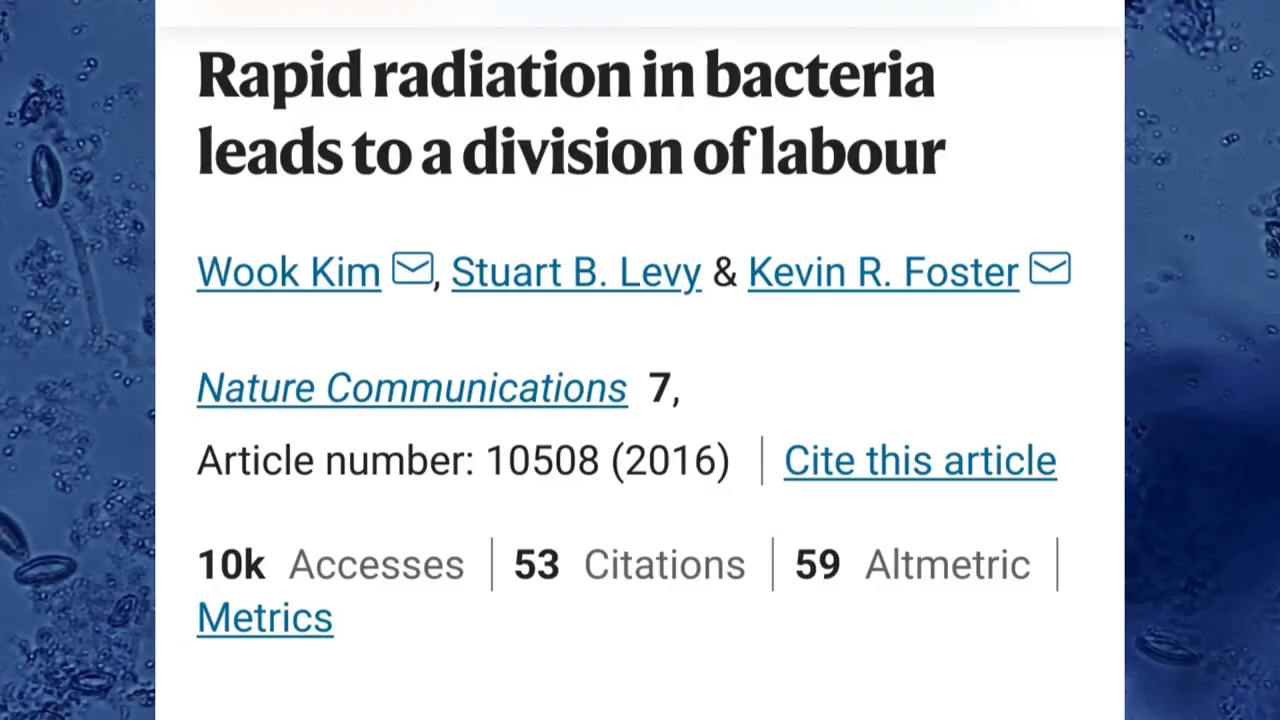 Rapid radiation in bacteria
leads to a division of labour
Wook Kim, Stuart B. Levy & Kevin R. Foster
Nature Communications 7,
Article number: 10508 (2016) | Cite this article
10k Accesses | 53 Citations | 59 Altmetric |
Metrics